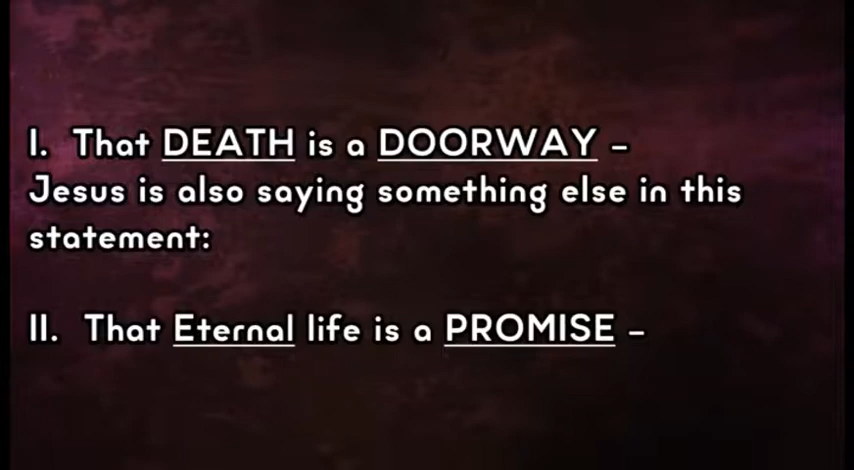 I. That DEATH is a DOORWAY –
Jesus is also saying something else in this
statement:
II. That Eternal life is a PROMISE –